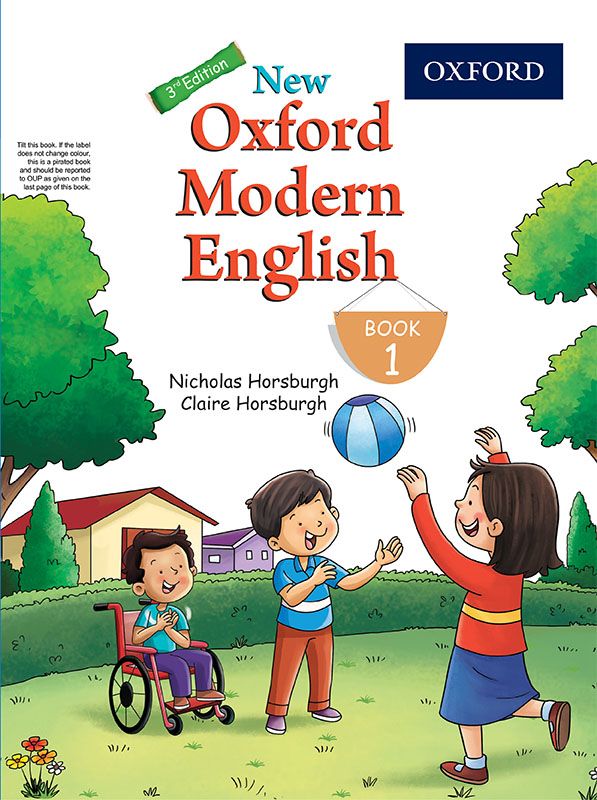 3rd Edition
New
OXFORD
Oxford
Modern
English
Tilt this book. If the label
does not change colour,
this is a pirated book
and should be reported
to OUP as given on the
last page of this book.
BOOK
1
Nicholas Horsburgh
Claire Horsburgh